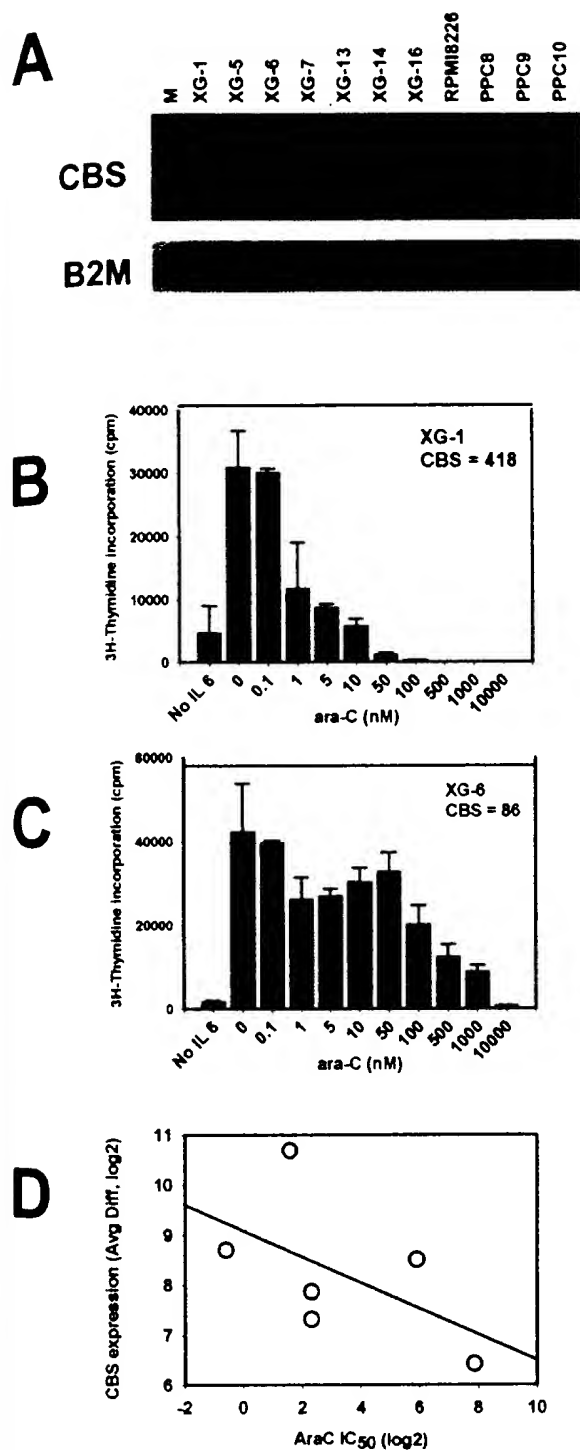 A
M
XG-1
XG-5
XG-6
XG-7
XG-13
XG-14
XG-16
RPMI8226
PPC8
PPC9
PPC10
CBS
B2M
B
3H-Thymidine incorporation (cpm)
40000
30000
20000
10000
0
XG-1
CBS = 418
No IL 6
0
0.1
1
5
10
50
100
500
1000
10000
ara-C (nM)
C
3H-Thymidine incorporation (cpm)
60000
40000
20000
0
XG-6
CBS = 86
No IL 6
0
0.1
1
5
10
50
100
500
1000
10000
ara-C (nM)
D
CBS expression (Avg Diff, log2)
11
10
9
8
7
6
-2
0
2
4
6
8
10
AraC IC50 (log2)